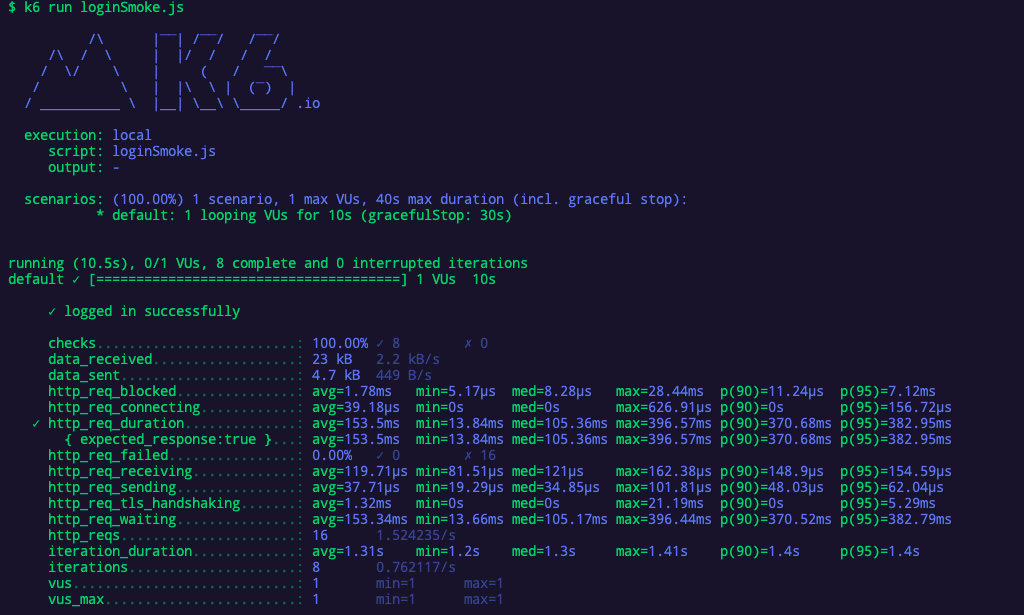 $ k6 run loginSmoke.js
          /\      |‾‾| /‾‾/   /‾‾/
     /\  /  \     |  |/  /   /  /
    /  \/    \    |     (   /   ‾‾\
   /          \   |  |\  \ |  (‾)  |
  / __________ \  |__| \__\ \_____/ .io
execution: local
script: loginSmoke.js
output: -
scenarios: (100.00%) 1 scenario, 1 max VUs, 40s max duration (incl. graceful stop):
* default: 1 looping VUs for 10s (gracefulStop: 30s)
running (10.5s), 0/1 VUs, 8 complete and 0 interrupted iterations
default ✓ [======================================] 1 VUs  10s
✓ logged in successfully
checks.........................: 100.00% ✓ 8        ✗ 0
data_received..................: 23 kB   2.2 kB/s
data_sent......................: 4.7 kB  449 B/s
http_req_blocked...............: avg=1.78ms   min=5.17µs  med=8.28µs   max=28.44ms  p(90)=11.24µs  p(95)=7.12ms
http_req_connecting............: avg=39.18µs  min=0s      med=0s       max=626.91µs p(90)=0s       p(95)=156.72µs
✓ http_req_duration..............: avg=153.5ms  min=13.84ms med=105.36ms max=396.57ms p(90)=370.68ms p(95)=382.95ms
{ expected_response:true }...: avg=153.5ms  min=13.84ms med=105.36ms max=396.57ms p(90)=370.68ms p(95)=382.95ms
http_req_failed................: 0.00%   ✓ 0        ✗ 16
http_req_receiving.............: avg=119.71µs min=81.51µs med=121µs    max=162.38µs p(90)=148.9µs  p(95)=154.59µs
http_req_sending...............: avg=37.71µs  min=19.29µs med=34.85µs  max=101.81µs p(90)=48.03µs  p(95)=62.04µs
http_req_tls_handshaking.......: avg=1.32ms   min=0s      med=0s       max=21.19ms  p(90)=0s       p(95)=5.29ms
http_req_waiting...............: avg=153.34ms min=13.66ms med=105.17ms max=396.44ms p(90)=370.52ms p(95)=382.79ms
http_reqs......................: 16      1.524235/s
iteration_duration.............: avg=1.31s    min=1.2s    med=1.3s     max=1.41s    p(90)=1.4s     p(95)=1.4s
iterations.....................: 8       0.762117/s
vus............................: 1       min=1      max=1
vus_max........................: 1       min=1      max=1